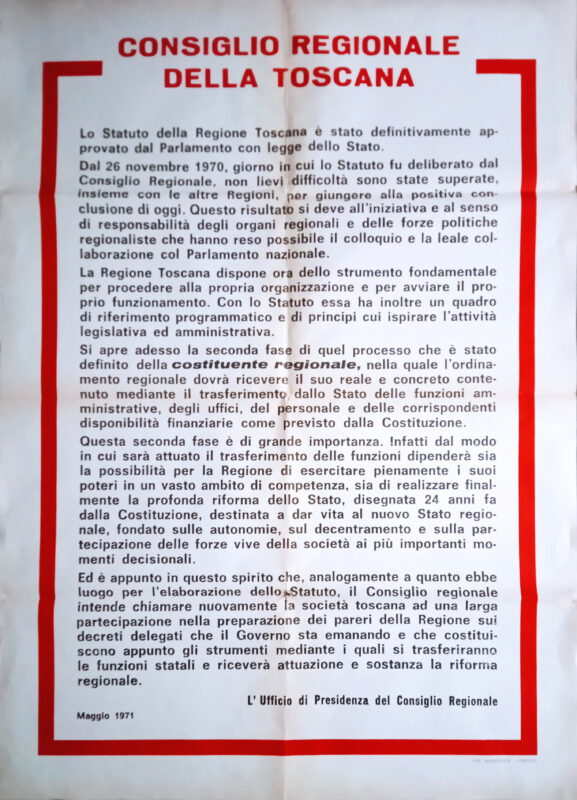 CONSIGLIO REGIONALE
DELLA TOSCANA
Lo Statuto della Regione Toscana è stato definitivamente ap-
provato dal Parlamento con legge dello Stato.
Dal 26 novembre 1970, giorno in cui lo Statuto fu deliberato dal
Consiglio Regionale, non lievi difficoltà sono state superate,
insieme con le altre Regioni, per giungere alla positiva con-
clusione di oggi. Questo risultato si deve all'iniziativa e al senso
di responsabilità degli organi regionali e delle forze politiche
regionaliste che hanno reso possibile il colloquio e la leale col-
laborazione col Parlamento nazionale.
La Regione Toscana dispone ora dello strumento fondamentale
per procedere alla propria organizzazione e per avviare il pro-
prio funzionamento. Con lo Statuto essa ha inoltre un quadro
di riferimento programmatico e di principi cui ispirare l'attività
legislativa ed amministrativa.
Si apre adesso la seconda fase di quel processo che è stato
definito della costituente regionale, nella quale l'ordina-
mento regionale dovrà ricevere il suo reale e concreto conte-
nuto mediante il trasferimento dallo Stato delle funzioni am-
ministrative, degli uffici, del personale e delle corrispondenti
disponibilità finanziarie come previsto dalla Costituzione.
Questa seconda fase è di grande importanza. Infatti dal modo
in cui sarà attuato il trasferimento delle funzioni dipenderà sia
la possibilità per la Regione di esercitare pienamente i suoi
poteri in un vasto ambito di competenza, sia di realizzare final-
mente la profonda riforma dello Stato, disegnata 24 anni fa
dalla Costituzione, destinata a dar vita al nuovo Stato regio-
nale, fondato sulle autonomie, sul decentramento e sulla par-
tecipazione delle forze vive della società ai più importanti mo-
menti decisionali.
Ed è appunto in questo spirito che, analogamente a quanto ebbe
luogo per l'elaborazione dello Statuto, il Consiglio regionale
intende chiamare nuovamente la società toscana ad una larga
partecipazione nella preparazione dei pareri della Regione sui
decreti delegati che il Governo sta emanando e che costitui-
scono appunto gli strumenti mediante i quali si trasferiranno
le funzioni statali e riceverà attuazione e sostanza la riforma
regionale.
L'Ufficio di Presidenza del Consiglio Regionale
Maggio 1971